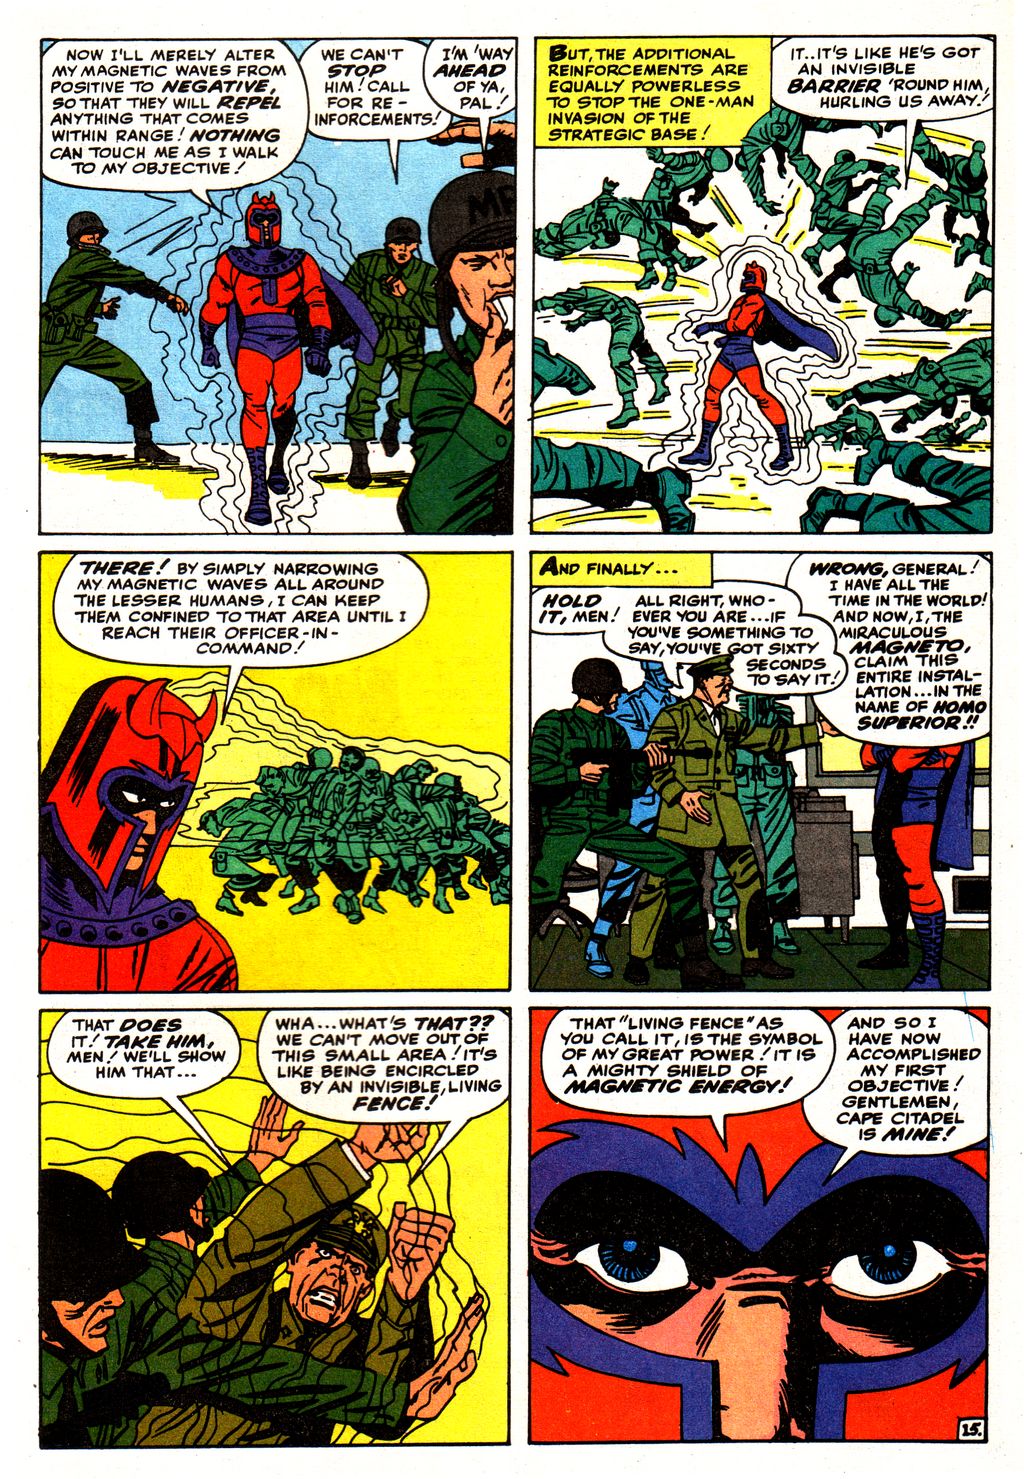 NOW I'LL MERELY ALTER
MY MAGNETIC WAVES FROM
POSITIVE TO NEGATIVE,
SO THAT THEY WILL REPEL
ANYTHING THAT COMES
WITHIN RANGE! NOTHING
CAN TOUCH ME AS I WALK
TO MY OBJECTIVE!
WE CAN'T
STOP
HIM! CALL
FOR RE-
INFORCEMENTS!
I'M 'WAY
AHEAD
OF YA,
PAL!
MP
BUT, THE ADDITIONAL
REINFORCEMENTS ARE
EQUALLY POWERLESS
TO STOP THE ONE-MAN
INVASION OF THE
STRATEGIC BASE!
IT..IT'S LIKE HE'S GOT
AN INVISIBLE
BARRIER 'ROUND HIM,
HURLING US AWAY!
THERE! BY SIMPLY NARROWING
MY MAGNETIC WAVES ALL AROUND
THE LESSER HUMANS, I CAN KEEP
THEM CONFINED TO THAT AREA UNTIL I
REACH THEIR OFFICER-IN-
COMMAND!
AND FINALLY...
HOLD
IT, MEN!
ALL RIGHT, WHO-
EVER YOU ARE...IF
YOU'VE SOMETHING TO
SAY, YOU'VE GOT SIXTY
SECONDS
TO SAY IT!
WRONG, GENERAL!
I HAVE ALL THE
TIME IN THE WORLD!
AND NOW, I, THE
MIRACULOUS
MAGNETO,
CLAIM THIS
ENTIRE INSTAL-
LATION...IN THE
NAME OF HOMO
SUPERIOR!!
THAT DOES
IT! TAKE HIM,
MEN! WE'LL SHOW
HIM THAT...
WHA...WHAT'S THAT??
WE CAN'T MOVE OUT OF
THIS SMALL AREA! IT'S
LIKE BEING ENCIRCLED
BY AN INVISIBLE, LIVING
FENCE!
THAT "LIVING FENCE" AS
YOU CALL IT, IS THE SYMBOL
OF MY GREAT POWER! IT IS
A MIGHTY SHIELD OF
MAGNETIC ENERGY!
AND SO I
HAVE NOW
ACCOMPLISHED
MY FIRST
OBJECTIVE!
GENTLEMEN,
CAPE CITADEL
IS MINE!
15.